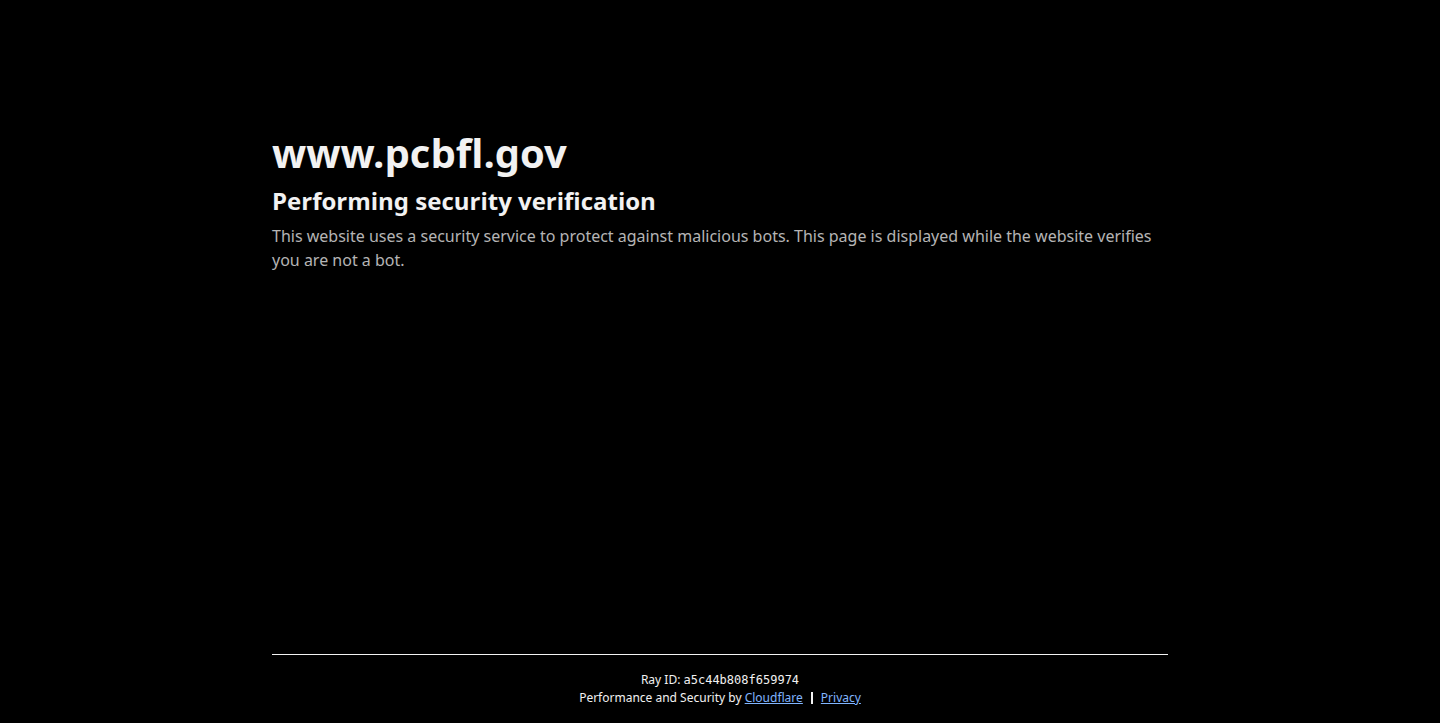 www.pcbfl.gov
Performing security verification
This website uses a security service to protect against malicious bots. This page is displayed while the website verifies
you are not a bot.
Ray ID: a5c44b808f659974
Performance and Security by Cloudflare | Privacy